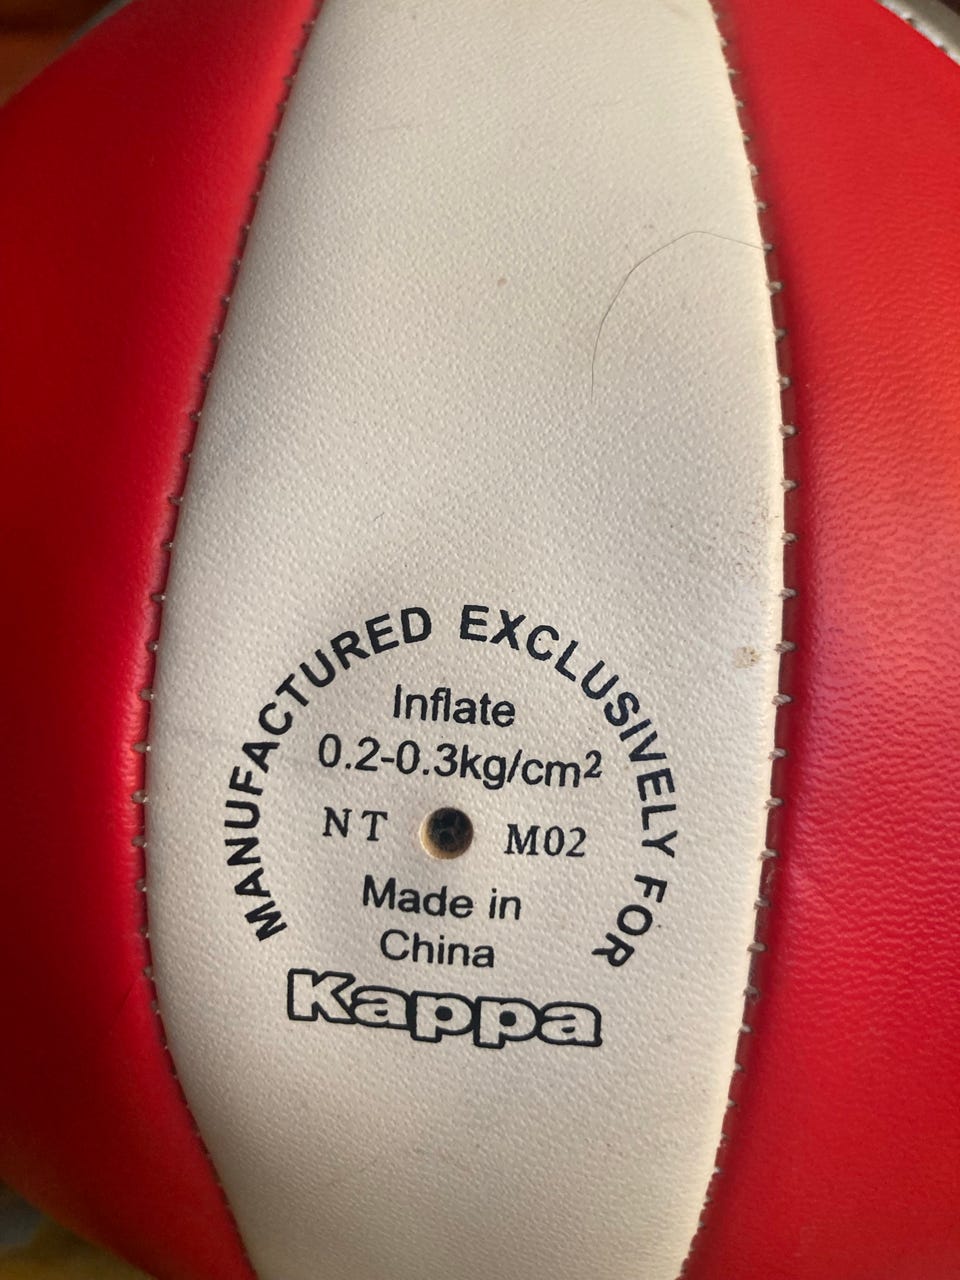 MANUFACTURED EXCLUSIVELY FOR
Inflate
0.2-0.3kg/cm²
NT M02
Made in
China
Kappa